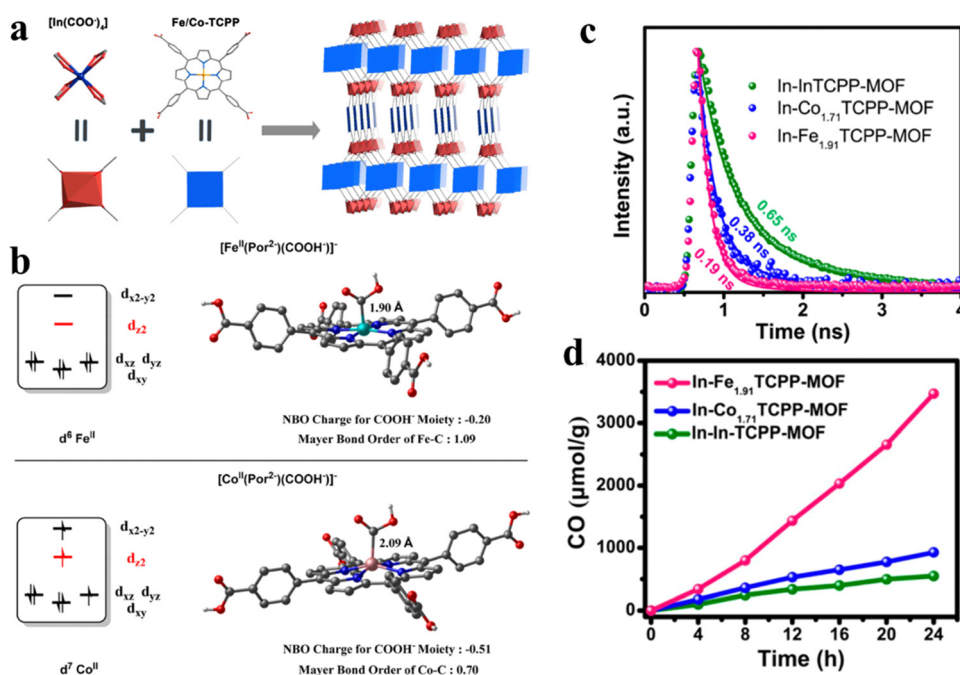 a
[In(COO⁻)₄]
Fe/Co-TCPP
=
+
=
[Feᴵᴵ(Por²⁻)(COOH⁻)]⁻
b
dx2-y2
dz2
dxz dyz
dxy
d⁶ Feᴵᴵ
1.90 Å
NBO Charge for COOH⁻ Moiety : -0.20
Mayer Bond Order of Fe-C : 1.09
[Coᴵᴵ(Por²⁻)(COOH⁻)]⁻
dx2-y2
dz2
dxz dyz
dxy
d⁷ Coᴵᴵ
2.09 Å
NBO Charge for COOH⁻ Moiety : -0.51
Mayer Bond Order of Co-C : 0.70
c
Intensity (a.u.)
In-InTCPP-MOF
In-Co₁.₇₁TCPP-MOF
In-Fe₁.₉₁TCPP-MOF
0.65 ns
0.38 ns
0.19 ns
0 1 2 3 4
Time (ns)
d
CO (μmol/g)
4000
3000
2000
1000
0
In-Fe₁.₉₁TCPP-MOF
In-Co₁.₇₁TCPP-MOF
In-In-TCPP-MOF
0 4 8 12 16 20 24
Time (h)